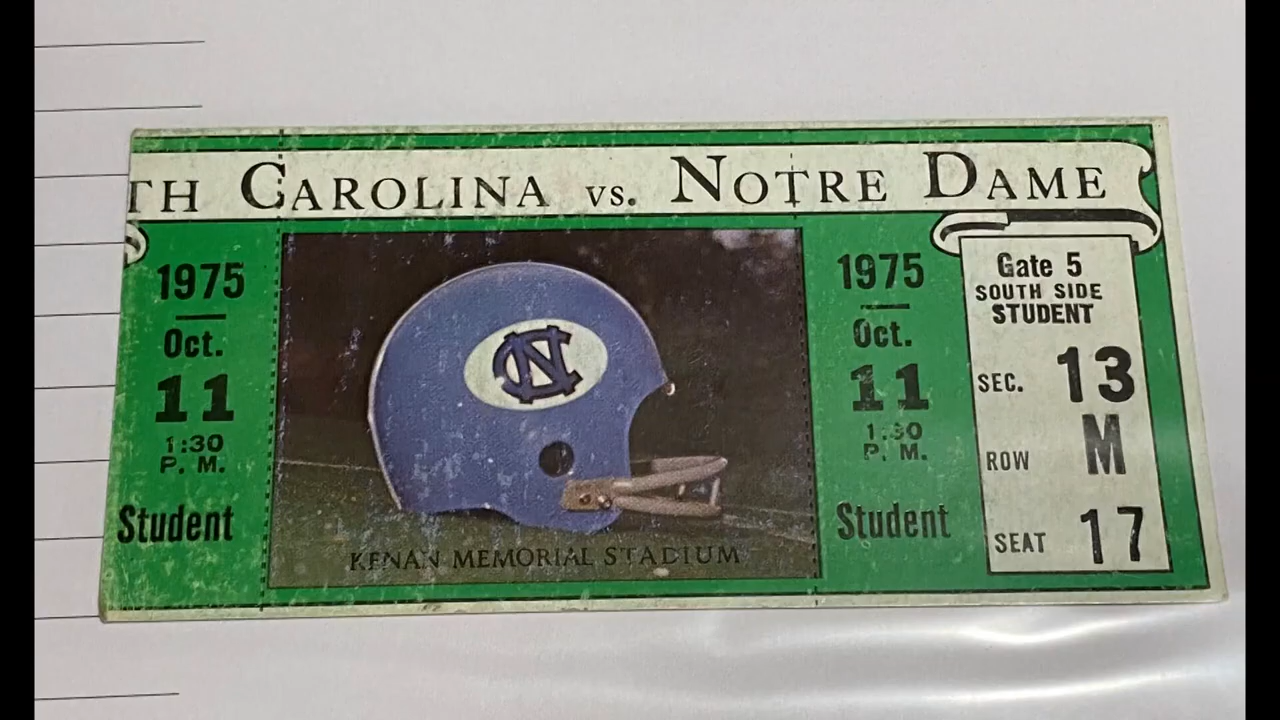 TH CAROLINA vs. NOTRE DAME
1975
Oct.
11
1:30
P. M.
Student
NC
KENAN MEMORIAL STADIUM
1975
Oct.
11
1:30
P. M.
Student
Gate 5
SOUTH SIDE
STUDENT
SEC. 13
ROW M
SEAT 17